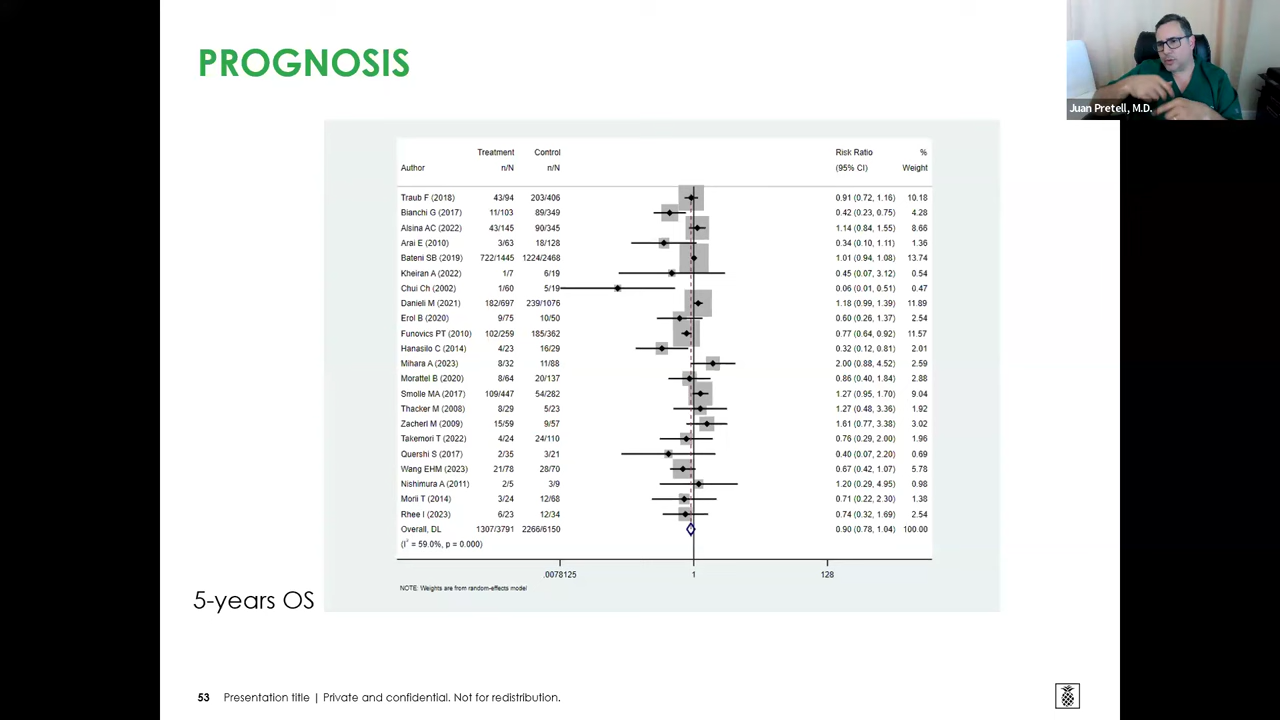 PROGNOSIS
Juan Pretell, M.D.
Treatment Control Risk Ratio %
Author n/N n/N (95% CI) Weight
Traub F (2018) 43/94 203/406 0.91 (0.72, 1.16) 10.18
Bianchi G (2017) 11/103 89/349 0.42 (0.23, 0.75) 4.28
Alsina AC (2022) 43/145 90/345 1.14 (0.84, 1.55) 8.66
Arai E (2010) 3/63 18/128 0.34 (0.10, 1.11) 1.36
Bateni SB (2019) 722/1445 1224/2468 1.01 (0.94, 1.08) 13.74
Kheiran A (2022) 1/7 6/19 0.45 (0.07, 3.12) 0.54
Chui Ch (2002) 1/60 5/19 0.06 (0.01, 0.51) 0.47
Danieli M (2021) 182/697 239/1076 1.18 (0.99, 1.39) 11.89
Erol B (2020) 9/75 10/50 0.60 (0.26, 1.37) 2.54
Funovics PT (2010) 102/259 185/362 0.77 (0.64, 0.92) 11.57
Hanasilo C (2014) 4/23 16/29 0.32 (0.12, 0.81) 2.01
Mihara A (2023) 8/32 11/88 2.00 (0.88, 4.52) 2.59
Morattel B (2020) 8/64 20/137 0.86 (0.40, 1.84) 2.88
Smolle MA (2017) 109/447 54/282 1.27 (0.95, 1.70) 9.04
Thacker M (2008) 8/29 5/23 1.27 (0.48, 3.36) 1.92
Zacherl M (2009) 15/59 9/57 1.61 (0.77, 3.38) 3.02
Takemori T (2022) 4/24 24/110 0.76 (0.29, 2.00) 1.96
Quershi S (2017) 2/35 3/21 0.40 (0.07, 2.20) 0.69
Wang EHM (2023) 21/78 28/70 0.67 (0.42, 1.07) 5.78
Nishimura A (2011) 2/5 3/9 1.20 (0.29, 4.95) 0.98
Morii T (2014) 3/24 12/68 0.71 (0.22, 2.30) 1.38
Rhee I (2023) 6/23 12/34 0.74 (0.32, 1.69) 2.54
Overall, DL 1307/3791 2266/6150 0.90 (0.78, 1.04) 100.00
(I² = 59.0%, p = 0.000)
.0078125 1 128
NOTE: Weights are from random-effects model
5-years OS
53 Presentation title | Private and confidential. Not for redistribution.